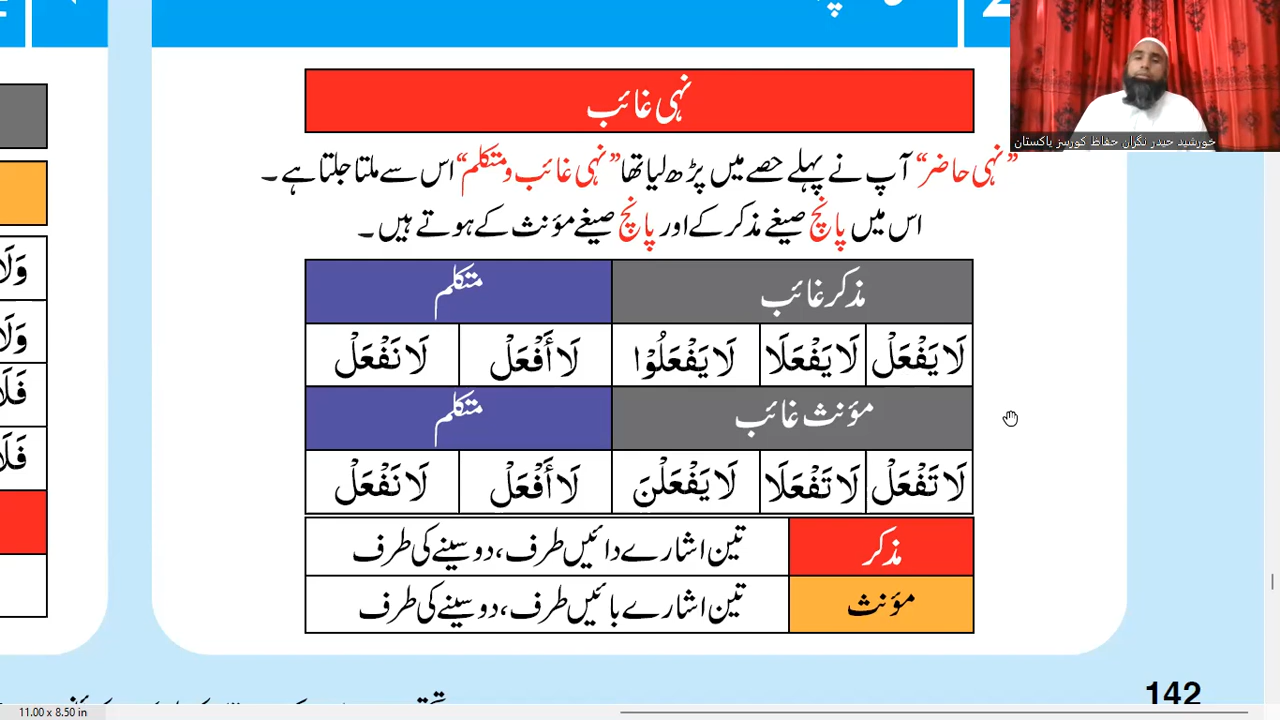 نہی غائب
خورشید حیدر نگران حفاظ کورسز پاکستان
”نہی حاضر“ آپ نے پہلے حصے میں پڑھ لیا تھا ”نہی غائب و متکلم“ اس سے ملتا جلتا ہے۔
اس میں پانچ صیغے مذکر کے اور پانچ صیغے مؤنث کے ہوتے ہیں۔
مذکر غائب متکلم
لَا يَفْعَلْ لَا يَفْعَلَا لَا يَفْعَلُوْا لَا أَفْعَلْ لَا نَفْعَلْ
مؤنث غائب متکلم
لَا تَفْعَلْ لَا تَفْعَلَا لَا يَفْعَلْنَ لَا أَفْعَلْ لَا نَفْعَلْ
مذکر تین اشارے دائیں طرف، دو سینے کی طرف
مؤنث تین اشارے بائیں طرف، دو سینے کی طرف
142
11.00 x 8.50 in